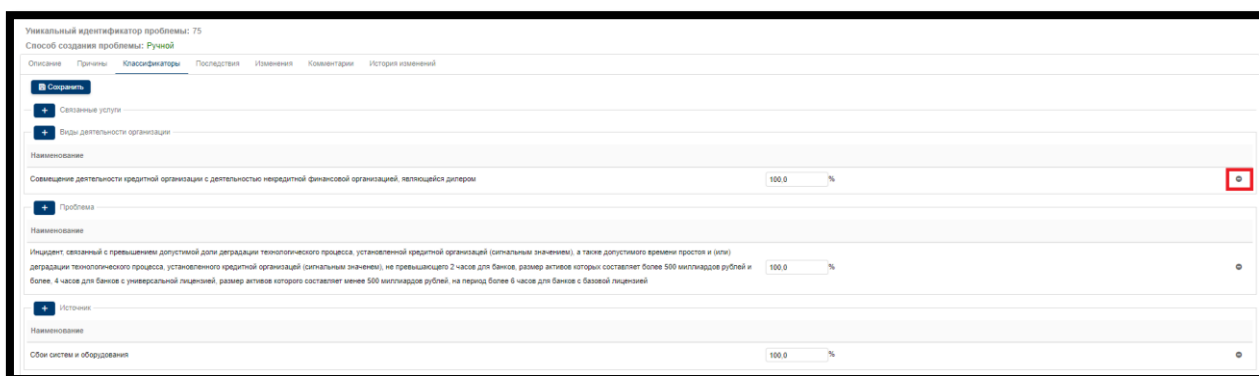 Уникальный идентификатор проблемы: 75
Способ создания проблемы: Ручной
Описание Причины Классификаторы Последствия Изменения Комментарии История изменений
Сохранить
+ Связанные услуги
+ Виды деятельности организации
Наименование
Совмещение деятельности кредитной организации с деятельностью некредитной финансовой организацией, являющейся дилером 100,0 %
+ Проблема
Наименование
Инцидент, связанный с превышением допустимой доли деградации технологического процесса, установленной кредитной организацией (сигнальным значением), а также допустимого времени простоя и (или)
деградации технологического процесса, установленного кредитной организацией (сигнальным значенем), не превышающего 2 часов для банков, размер активов которых составляет более 500 миллиардов рублей и 100,0 %
более, 4 часов для банков с универсальной лицензией, размер активов которого составляет менее 500 миллиардов рублей, на период более 6 часов для банков с базовой лицензией
+ Источник
Наименование
Сбои систем и оборудования 100,0 %